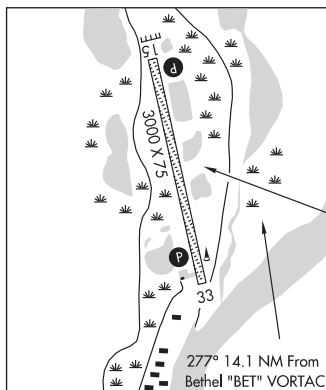 15
P
3000 X 75
P
33
277° 14.1 NM From
Bethel "BET" VORTAC